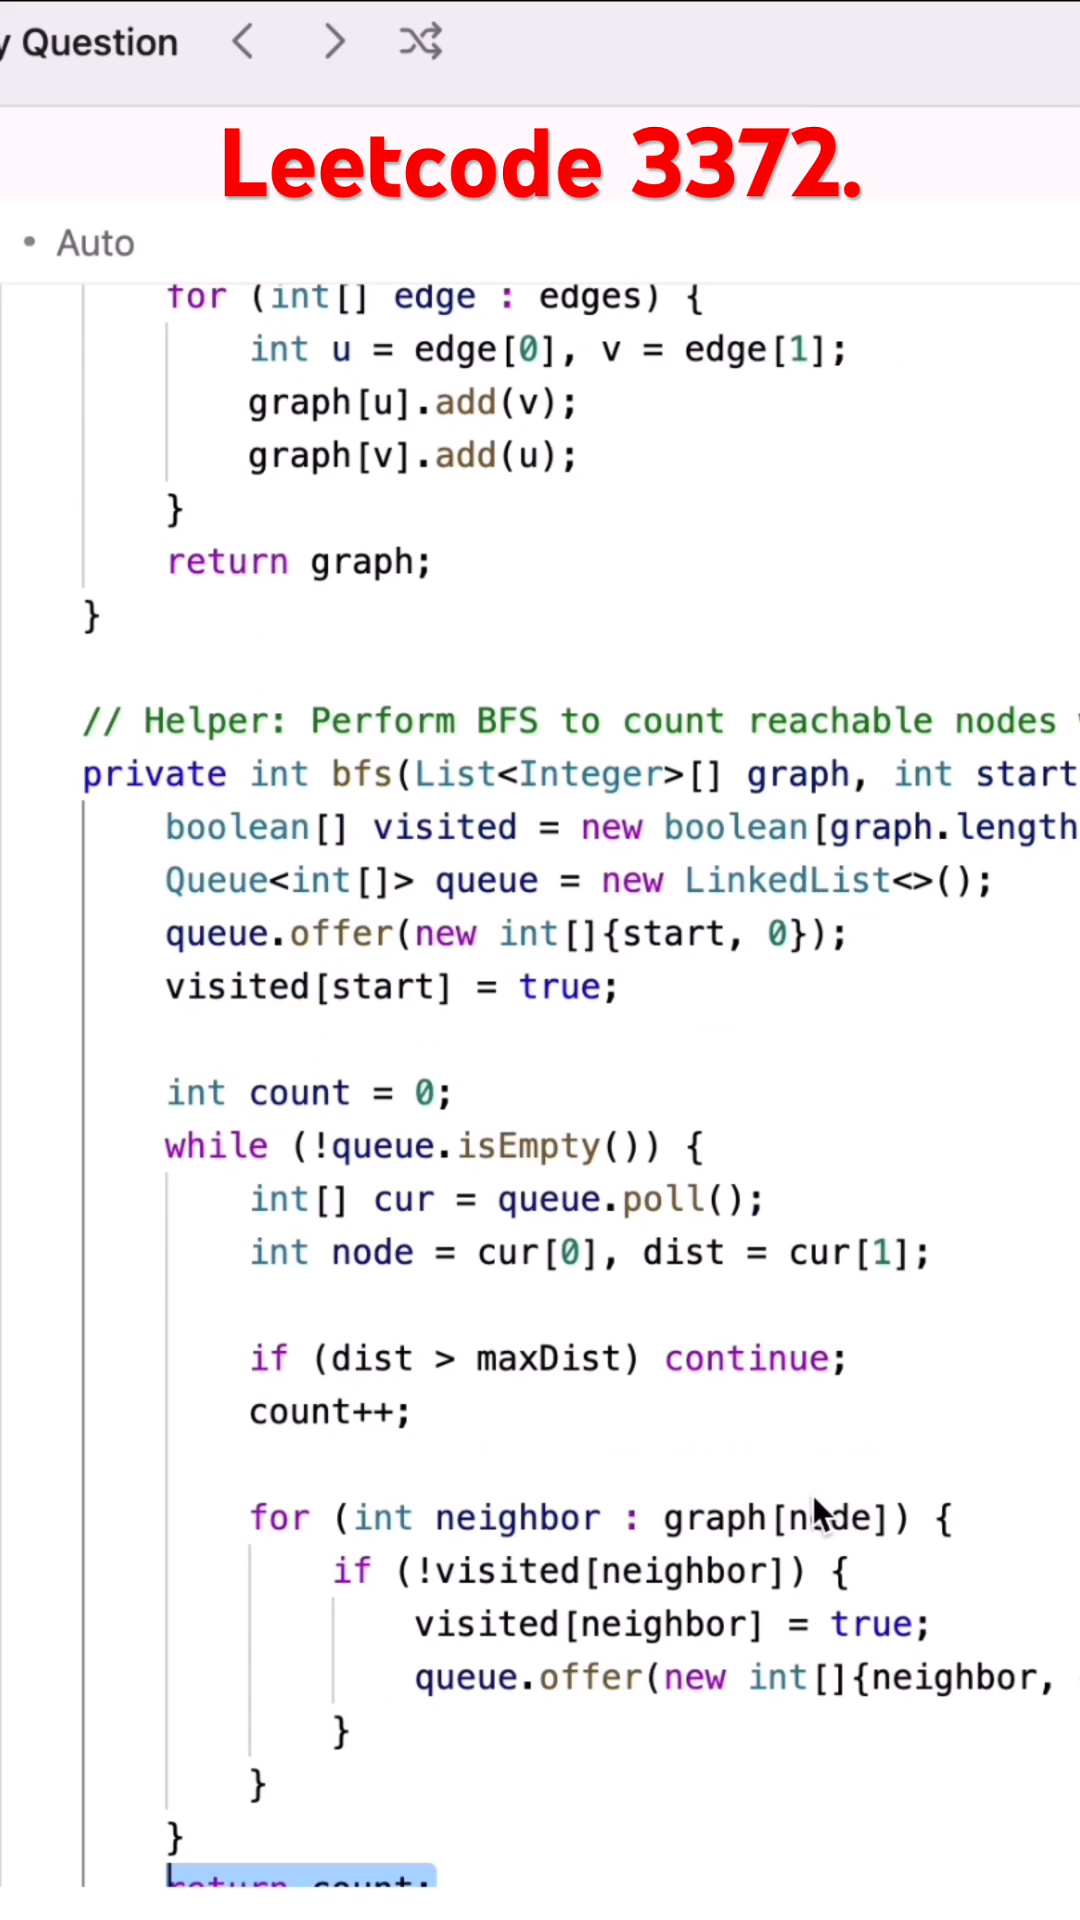 Question
Leetcode 3372.
• Auto
for (int[] edge : edges) {
int u = edge[0], v = edge[1];
graph[u].add(v);
graph[v].add(u);
}
return graph;
}
// Helper: Perform BFS to count reachable nodes
private int bfs(List<Integer>[] graph, int start
boolean[] visited = new boolean[graph.length
Queue<int[]> queue = new LinkedList<>();
queue.offer(new int[]{start, 0});
visited[start] = true;
int count = 0;
while (!queue.isEmpty()) {
int[] cur = queue.poll();
int node = cur[0], dist = cur[1];
if (dist > maxDist) continue;
count++;
for (int neighbor : graph[node]) {
if (!visited[neighbor]) {
visited[neighbor] = true;
queue.offer(new int[]{neighbor,
}
}
}
return count;